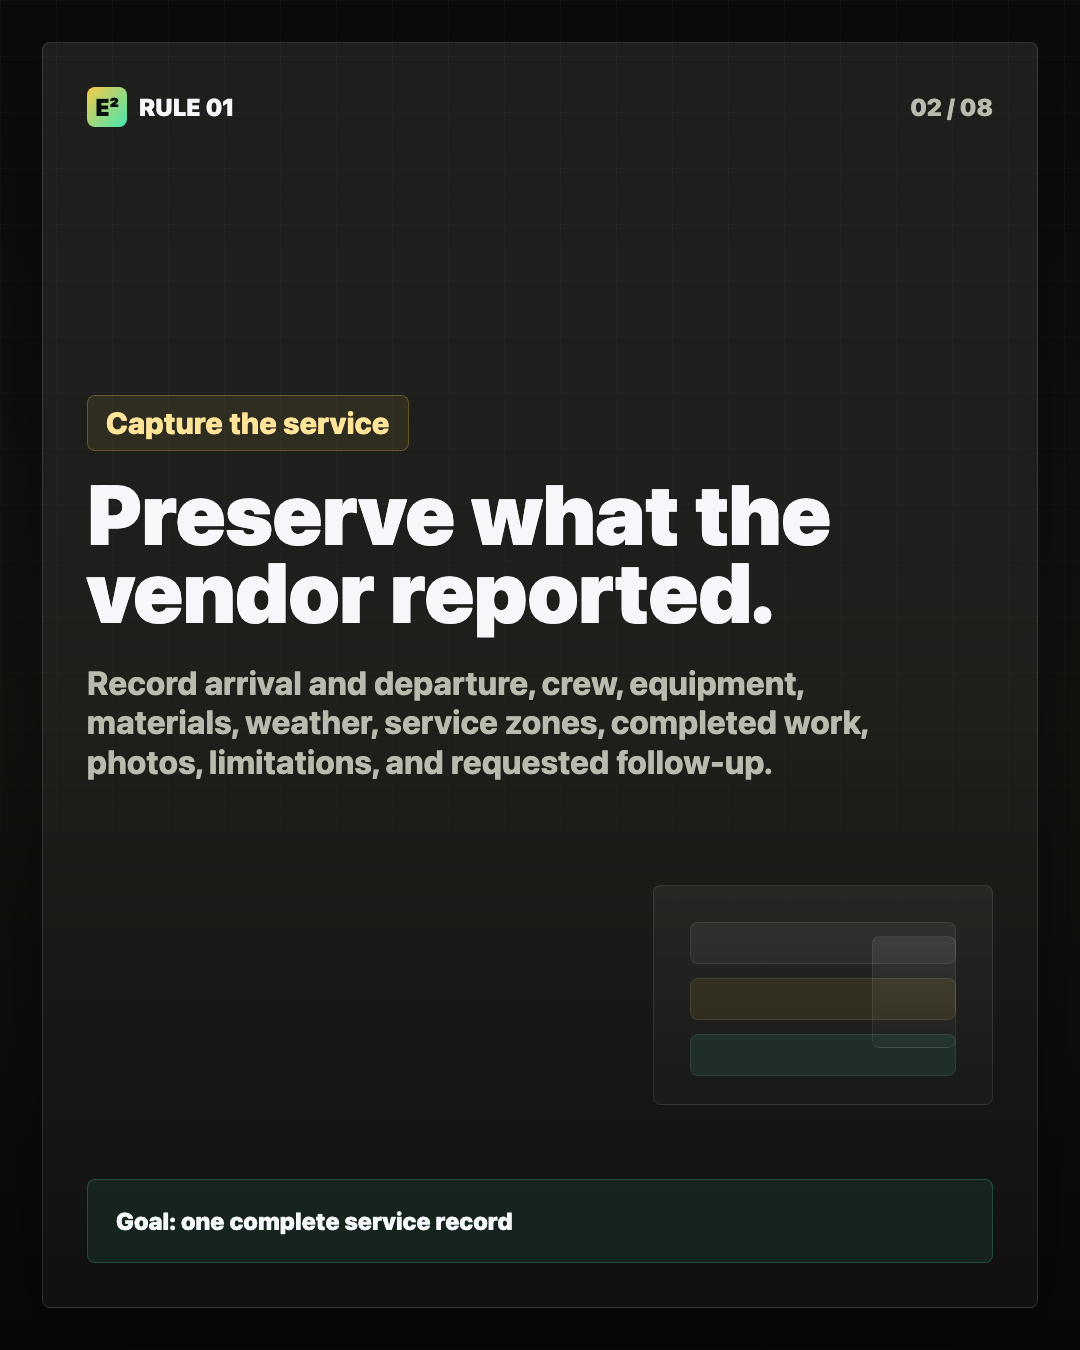 E² RULE 01
02 / 08
Capture the service
Preserve what the
vendor reported.
Record arrival and departure, crew, equipment,
materials, weather, service zones, completed work,
photos, limitations, and requested follow-up.
Goal: one complete service record